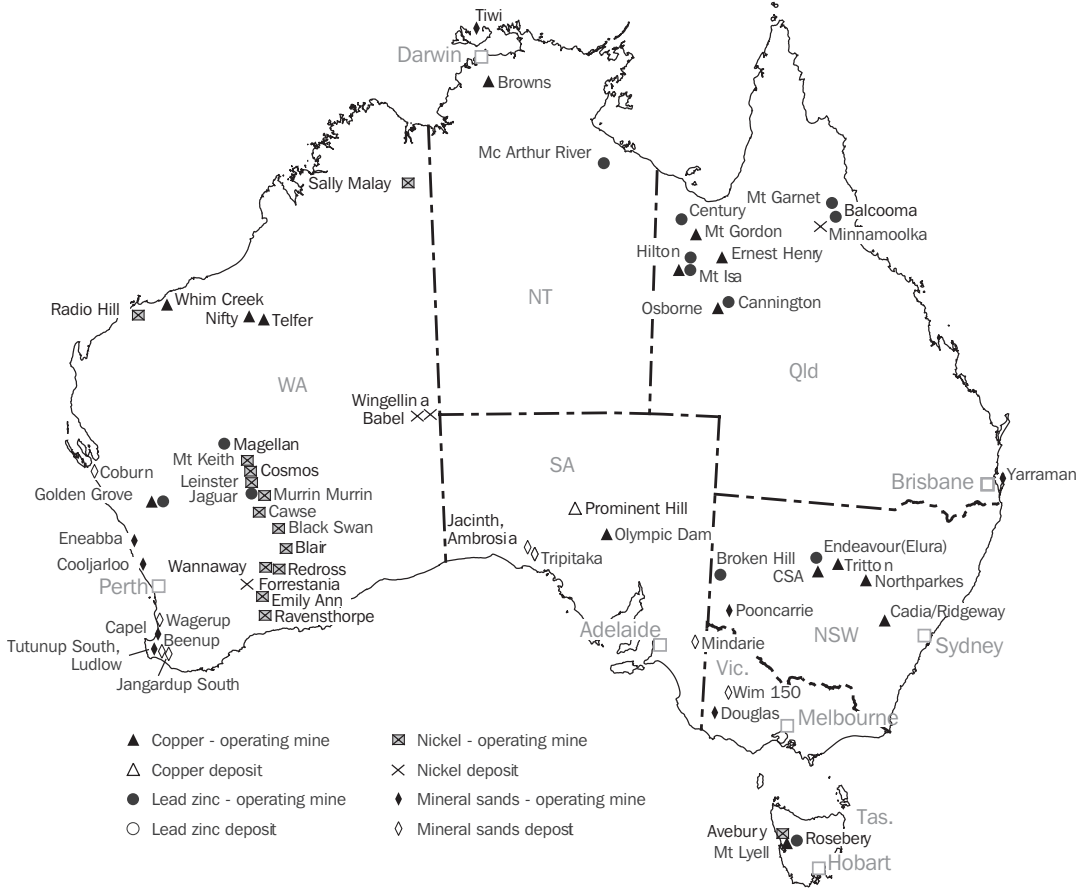 Tiwi
Darwin
Browns
Mc Arthur River
Sally Malay
Mt Garnet
Century
Balcooma
Mt Gordon
Minnamoolka
Hilton
Ernest Henry
Mt Isa
NT
Whim Creek
Radio Hill
Nifty
Telfer
Osborne
Cannington
WA
Qld
Wingellina
Babel
Magellan
Mt Keith
Cosmos
Coburn
Leinster
Jaguar
Murrin Murrin
Golden Grove
Cawse
Black Swan
SA
Brisbane
Yarraman
Prominent Hill
Jacinth,
Ambrosia
Olympic Dam
Eneabba
Blair
Tripitaka
Endeavour(Elura)
Broken Hill
Tritton
CSA
Northparkes
Cooljarloo
Wannaway
Redross
Perth
Forrestania
Emily Ann
Ravensthorpe
Pooncarrie
Cadia/Ridgeway
Wagerup
Capel
Beenup
Adelaide
NSW
Sydney
Tutunup South,
Ludlow
Mindarie
Vic.
Jangardup South
Wim 150
Douglas
Melbourne
Copper - operating mine
Nickel - operating mine
Copper deposit
Nickel deposit
Lead zinc - operating mine
Mineral sands - operating mine
Lead zinc deposit
Mineral sands depost
Tas.
Avebury
Rosebery
Mt Lyell
Hobart